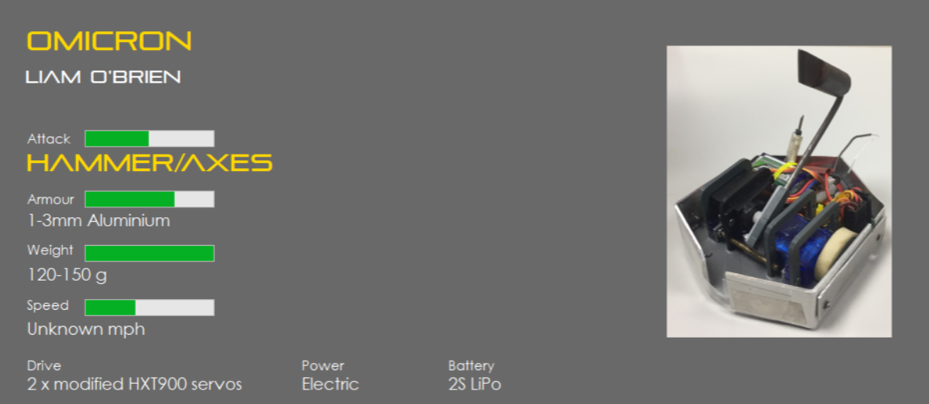 OMICRON
LIAM O'BRIEN
Attack
HAMMER/AXES
Armour
1-3mm Aluminium
Weight
120-150 g
Speed
Unknown mph
Drive
Power
Battery
2 x modified HXT900 servos
Electric
2S LiPo